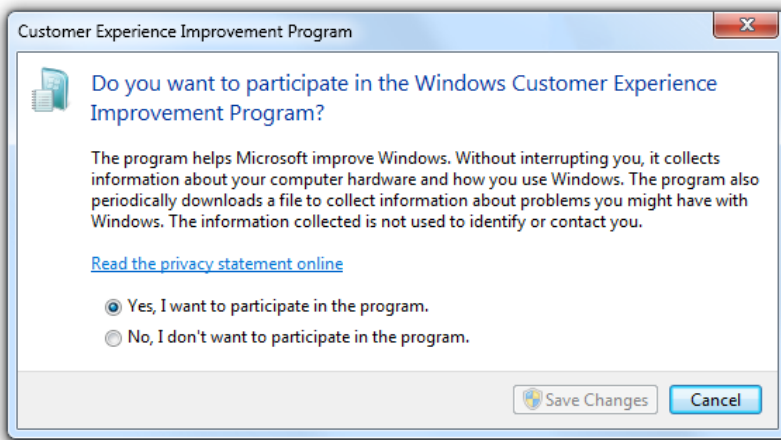 Customer Experience Improvement Program
Do you want to participate in the Windows Customer Experience
Improvement Program?
The program helps Microsoft improve Windows. Without interrupting you, it collects
information about your computer hardware and how you use Windows. The program also
periodically downloads a file to collect information about problems you might have with
Windows. The information collected is not used to identify or contact you.
Read the privacy statement online
Yes, I want to participate in the program.
No, I don't want to participate in the program.
Save Changes Cancel